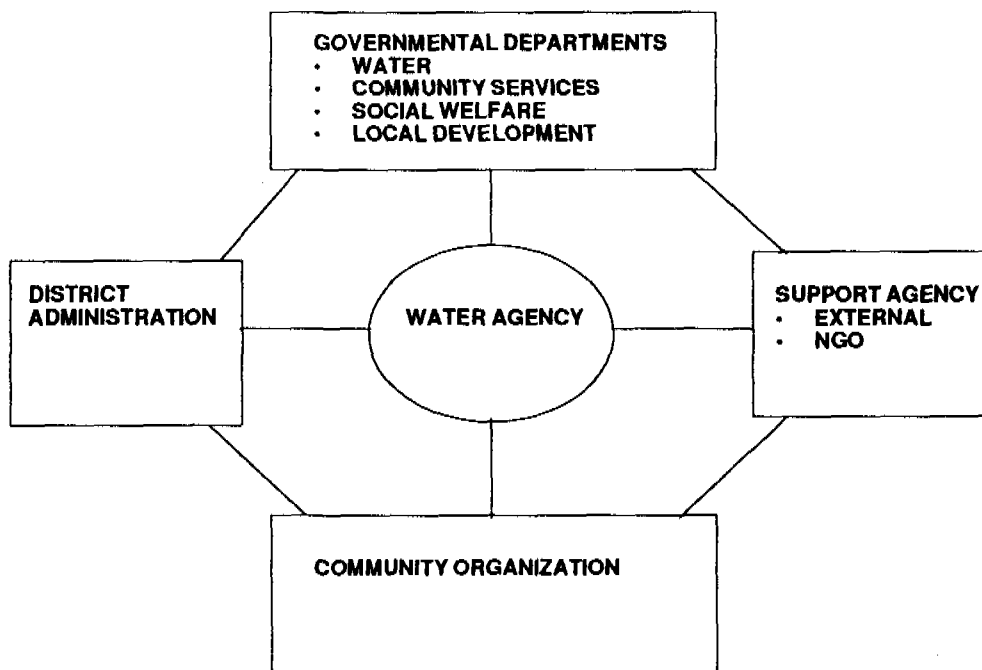 GOVERNMENTAL DEPARTMENTS
• WATER
• COMMUNITY SERVICES
• SOCIAL WELFARE
• LOCAL DEVELOPMENT
DISTRICT
ADMINISTRATION
WATER AGENCY
SUPPORT AGENCY
• EXTERNAL
• NGO
COMMUNITY ORGANIZATION